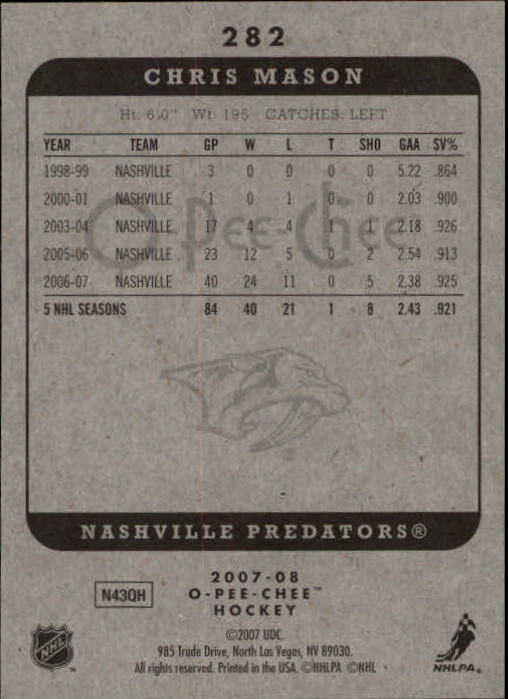 282
CHRIS MASON
Ht: 6'0" Wt: 195 CATCHES: LEFT
YEAR TEAM GP W L T SHO GAA SV%
1998-99 NASHVILLE 3 0 0 0 0 5.22 .864
2000-01 NASHVILLE 1 0 1 0 0 2.03 .900
2003-04 NASHVILLE 17 4 4 1 1 2.18 .926
2005-06 NASHVILLE 23 12 5 0 2 2.54 .913
2006-07 NASHVILLE 40 24 11 0 5 2.38 .925
O-Pee-Chee
5 NHL SEASONS 84 40 21 1 8 2.43 .921
NASHVILLE PREDATORS®
2007-08
N43QH O-PEE-CHEE™
HOCKEY
©2007 UDC.
985 Trade Drive, North Las Vegas, NV 89030.
All rights reserved. Printed in the USA. ©NHLPA ©NHL
NHL
NHLPA